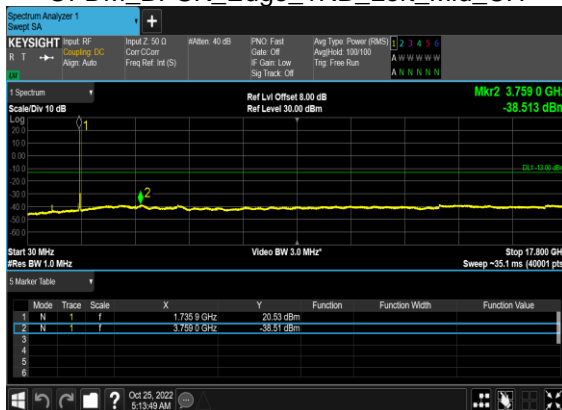 Spectrum Analyzer 1
Swept SA
KEYSIGHT Input: RF Input Z: 50 Ω #Atten: 40 dB PNO: Fast Avg Type: Power (RMS) 1 2 3 4 5 6
R T Coupling: DC Corr CCorr Gate: Off Avg|Hold: 100/100 A W W W W W
Align: Auto Freq Ref: Int (S) IF Gain: Low Trig: Free Run
Sig Track: Off A N N N N N
1 Spectrum Ref Lvl Offset 8.00 dB Mkr2 3.759 0 GHz
Scale/Div 10 dB Ref Level 30.00 dBm -38.513 dBm
Log
20.0
10.0
0.00
-10.0
-20.0
-30.0
-40.0
-50.0
-60.0
1
2
DL1 -13.00 dB
Start 30 MHz Video BW 3.0 MHz* Stop 17.800 GH
#Res BW 1.0 MHz Sweep ~35.1 ms (40001 pts
5 Marker Table
Mode Trace Scale X Y Function Function Width Function Value
1 N 1 f 1.735 9 GHz 20.53 dBm
2 N 1 f 3.759 0 GHz -38.51 dBm
3
4
5
6
Oct 25, 2022
5:13:49 AM